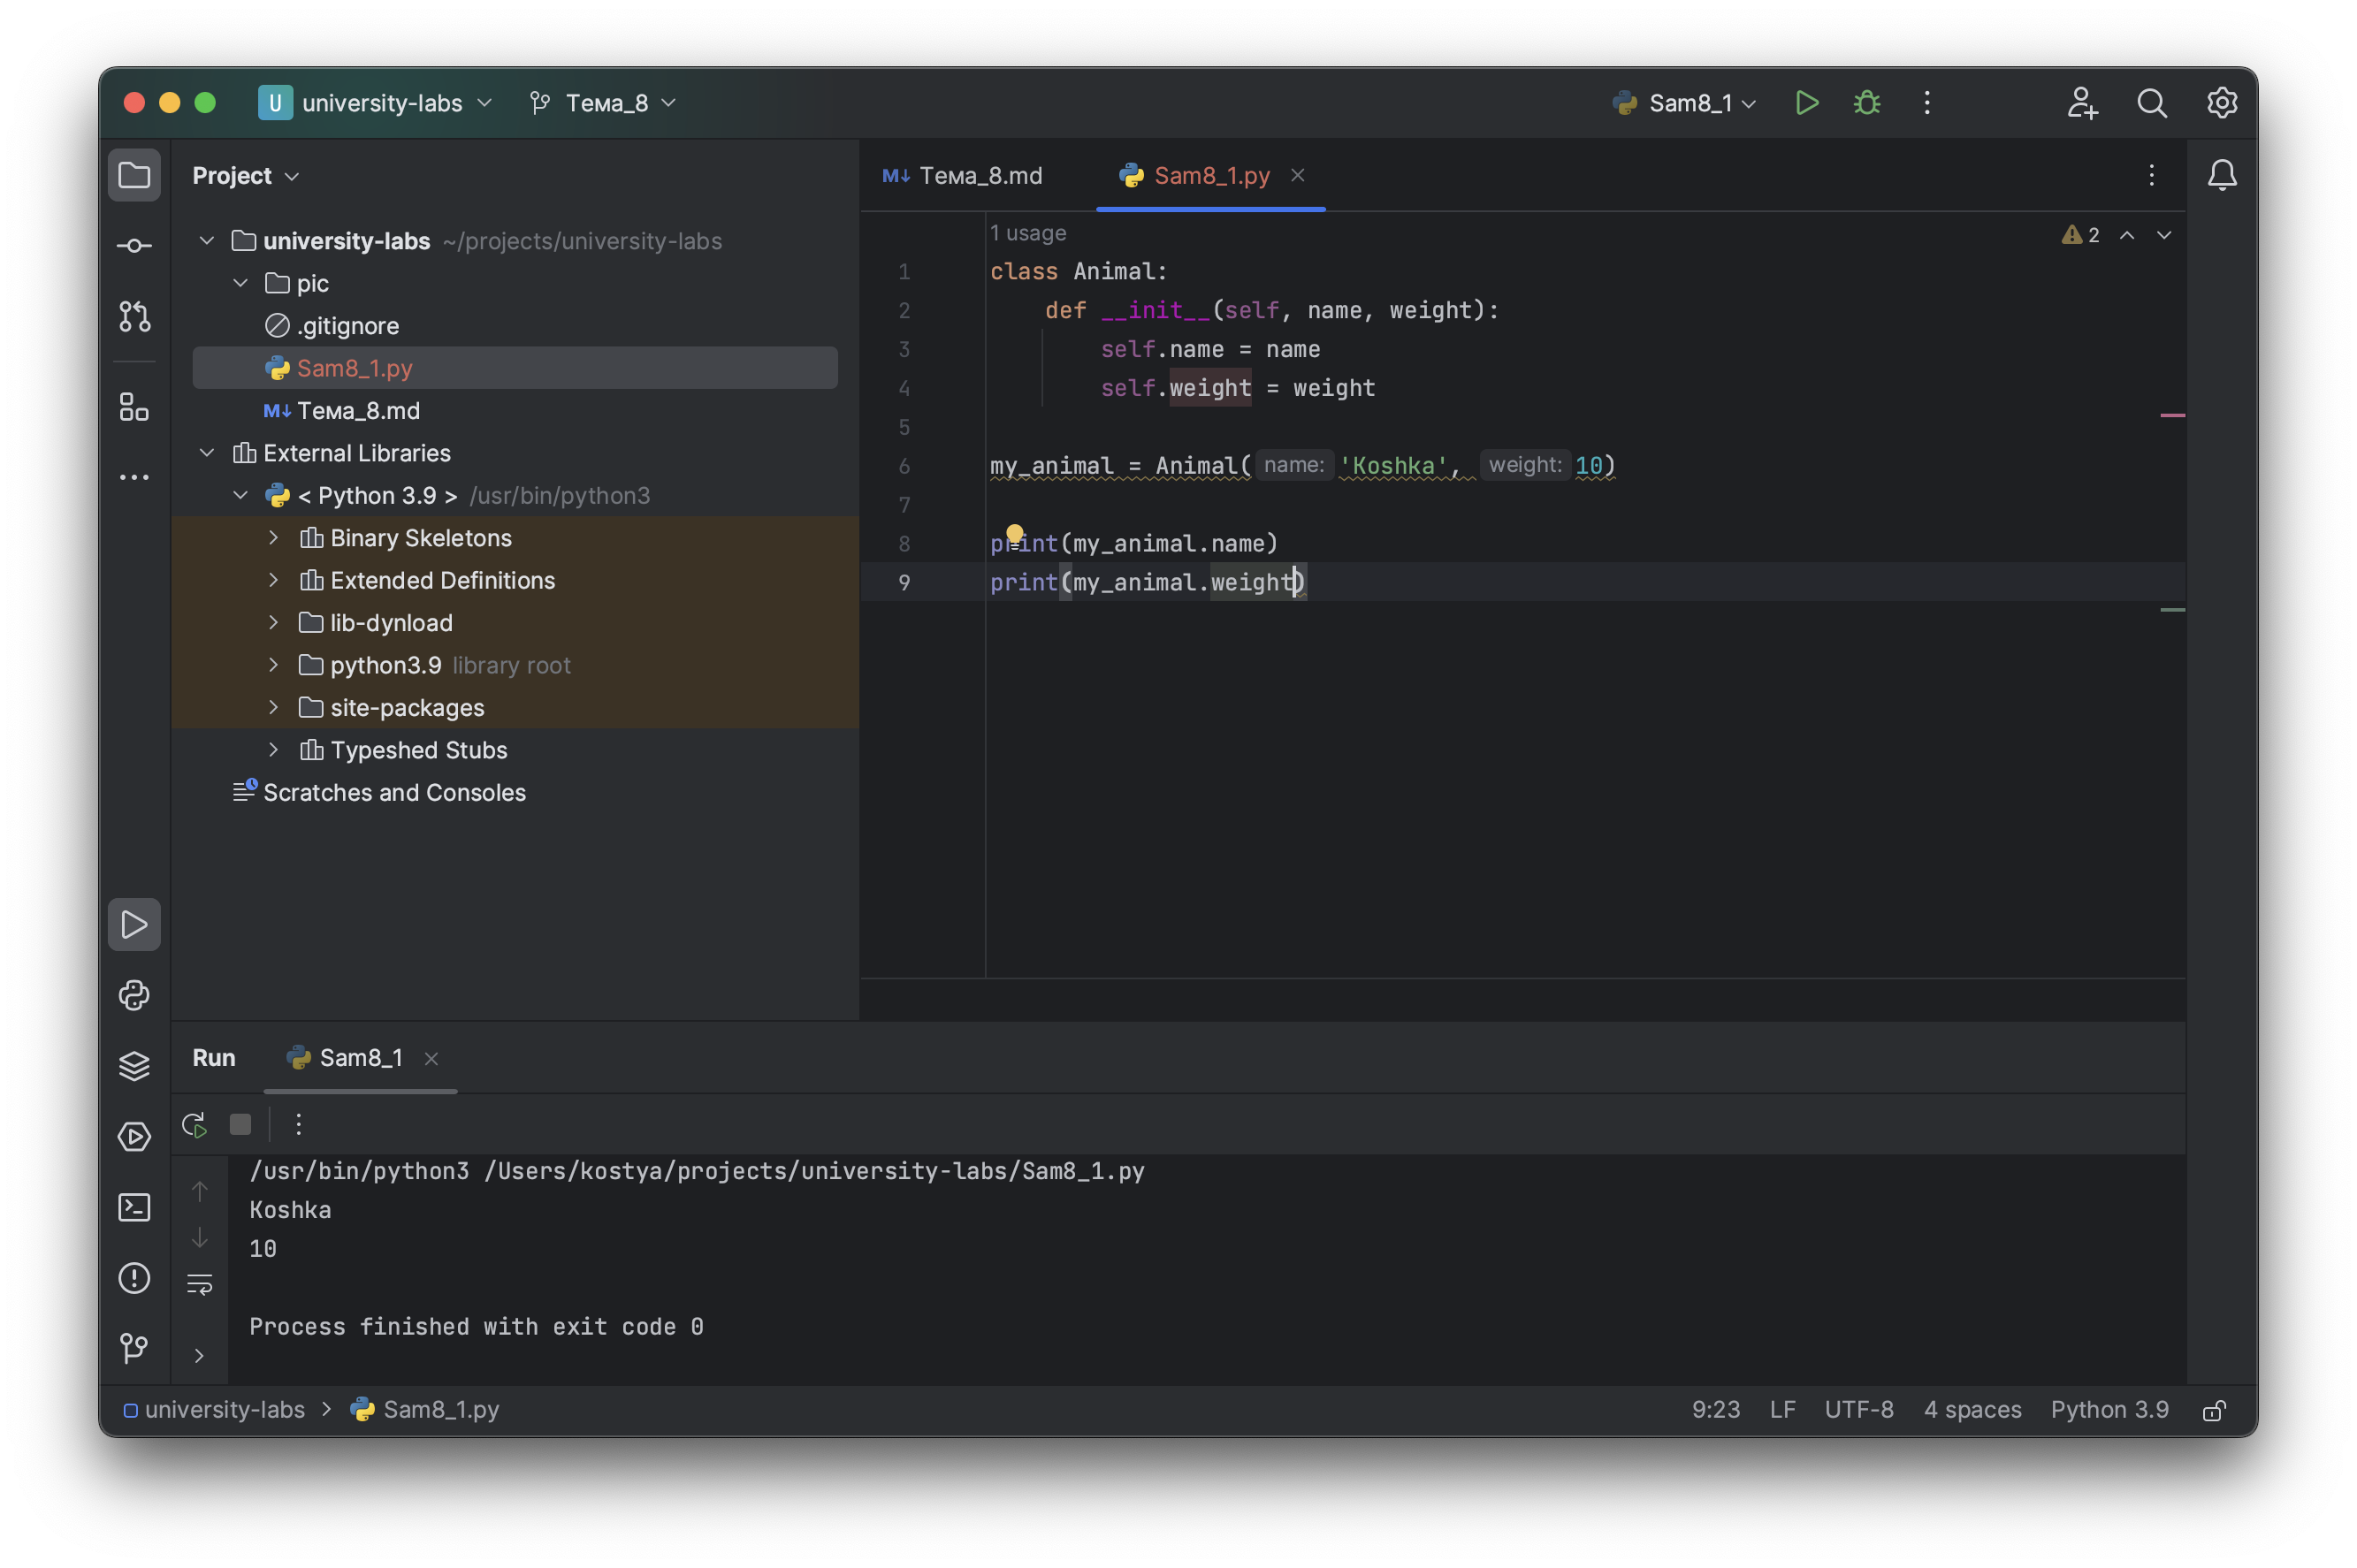 U university-labs Тема_8 Sam8_1
Project
university-labs ~/projects/university-labs
pic
.gitignore
Sam8_1.py
M↓ Тема_8.md
External Libraries
< Python 3.9 > /usr/bin/python3
Binary Skeletons
Extended Definitions
lib-dynload
python3.9 library root
site-packages
Typeshed Stubs
Scratches and Consoles
M↓ Тема_8.md Sam8_1.py
1 usage
2
1 class Animal:
2 def __init__(self, name, weight):
3 self.name = name
4 self.weight = weight
5
6 my_animal = Animal( name: 'Koshka', weight: 10)
7
8 print(my_animal.name)
9 print(my_animal.weight)
Run Sam8_1
/usr/bin/python3 /Users/kostya/projects/university-labs/Sam8_1.py
Koshka
10
Process finished with exit code 0
university-labs > Sam8_1.py 9:23 LF UTF-8 4 spaces Python 3.9